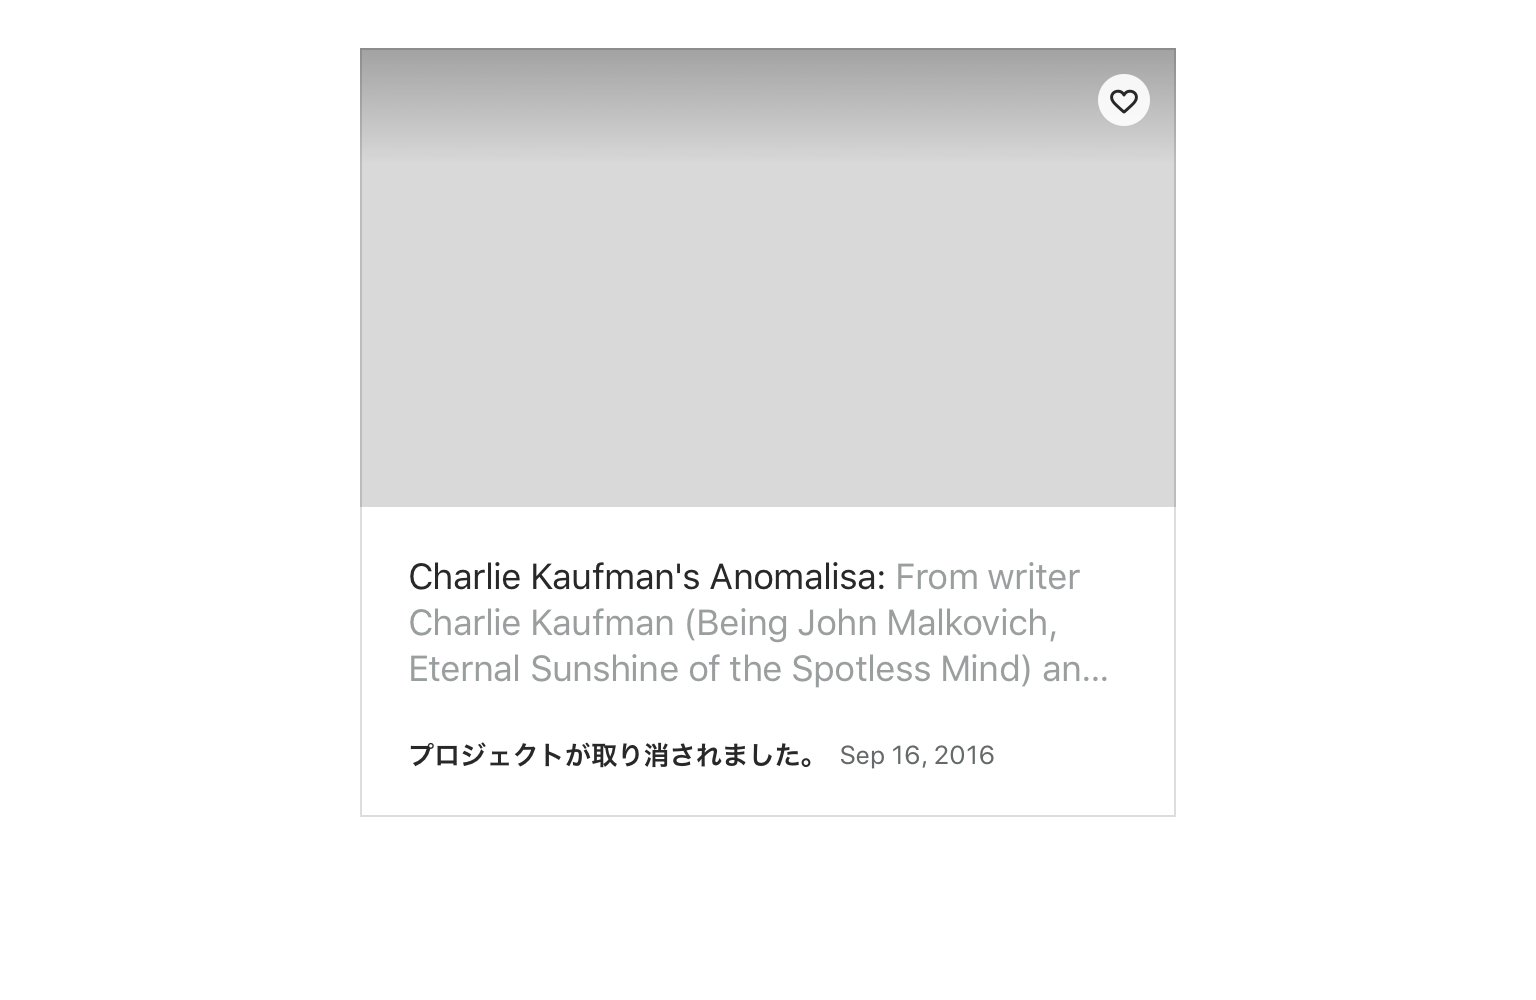 Charlie Kaufman's Anomalisa: From writer
Charlie Kaufman (Being John Malkovich,
Eternal Sunshine of the Spotless Mind) an...
プロジェクトが取り消されました。 Sep 16, 2016